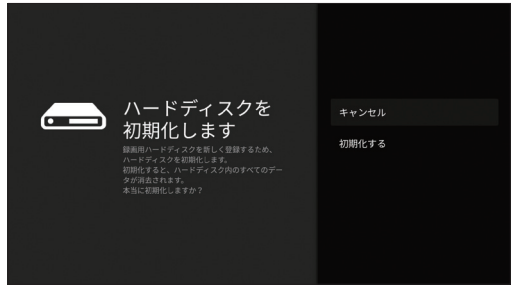 ハードディスクを
初期化します
録画用ハードディスクを新しく登録するため、
ハードディスクを初期化します。
初期化すると、ハードディスク内のすべてのデー
タが消去されます。
本当に初期化しますか？
キャンセル
初期化する